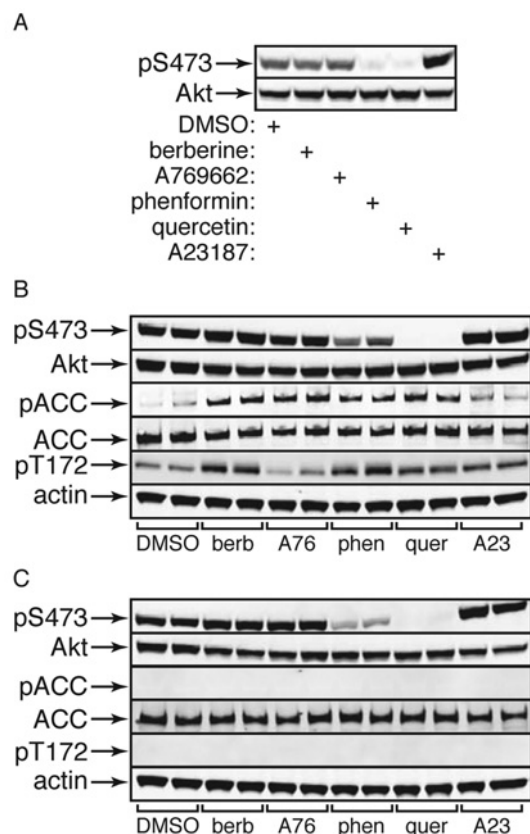 A
pS473
Akt
DMSO: +
berberine: +
A769662: +
phenformin: +
quercetin: +
A23187: +
B
pS473
Akt
pACC
ACC
pT172
actin
DMSO berb A76 phen quer A23
C
pS473
Akt
pACC
ACC
pT172
actin
DMSO berb A76 phen quer A23